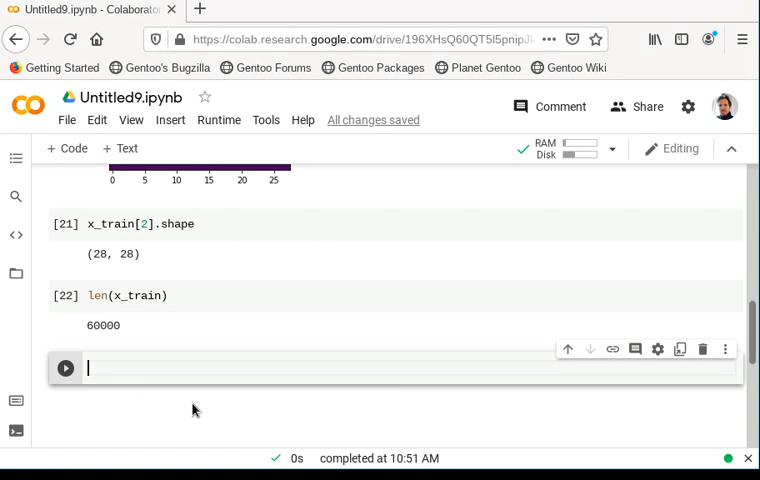 Untitled9.ipynb - Colaborator
https://colab.research.google.com/drive/196XHsQ60QT5l5pnipJ
Getting Started Gentoo's Bugzilla Gentoo Forums Gentoo Packages Planet Gentoo Gentoo Wiki
Untitled9.ipynb
Comment Share
File Edit View Insert Runtime Tools Help All changes saved
+ Code + Text RAM Disk Editing
0 5 10 15 20 25
[21] x_train[2].shape
(28, 28)
[22] len(x_train)
60000
0s completed at 10:51 AM